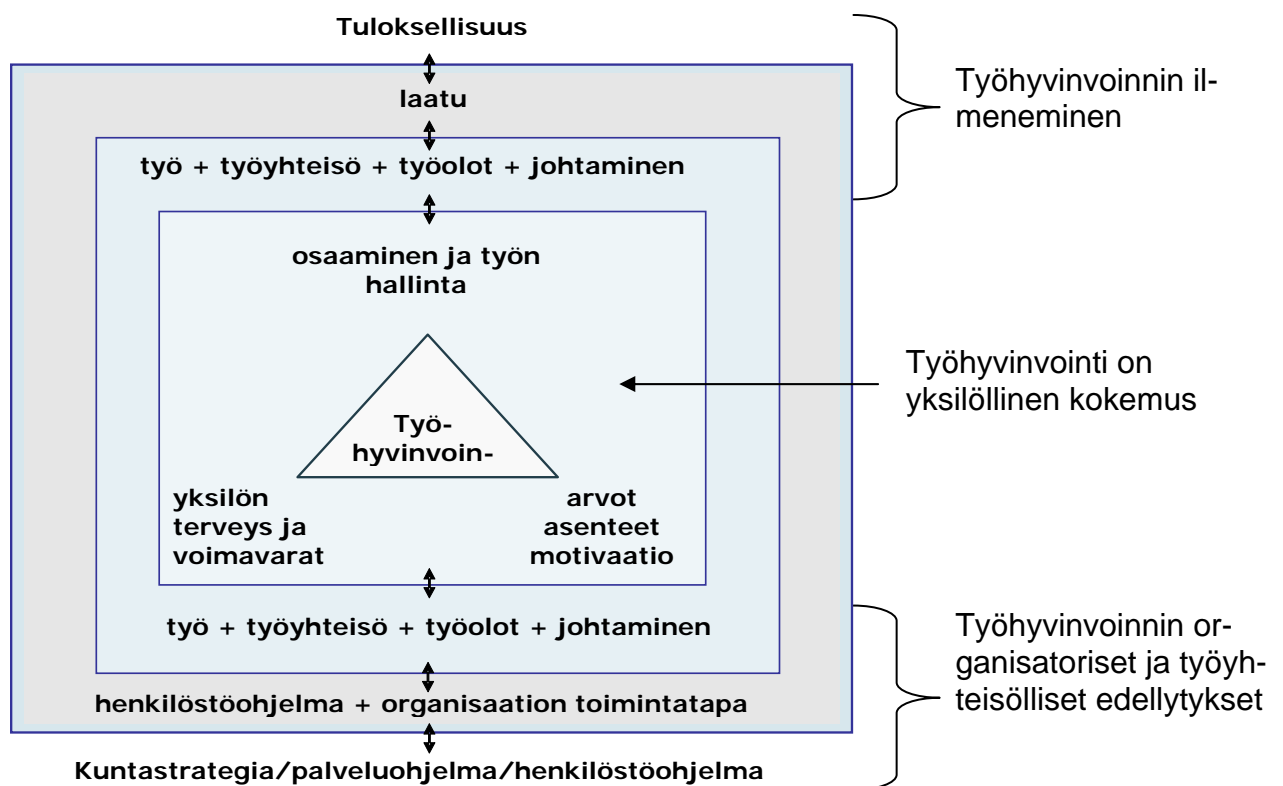 Tuloksellisuus
laatu
työ + työyhteisö + työolot + johtaminen
osaaminen ja työn
hallinta
Työ-
hyvinvoin-
yksilön
terveys ja
voimavarat
arvot
asenteet
motivaatio
työ + työyhteisö + työolot + johtaminen
henkilöstöohjelma + organisaation toimintatapa
Kuntastrategia/palveluohjelma/henkilöstöohjelma
Työhyvinvoinnin il-
meneminen
Työhyvinvointi on
yksilöllinen kokemus
Työhyvinvoinnin or-
ganisatoriset ja työyh-
teisölliset edellytykset